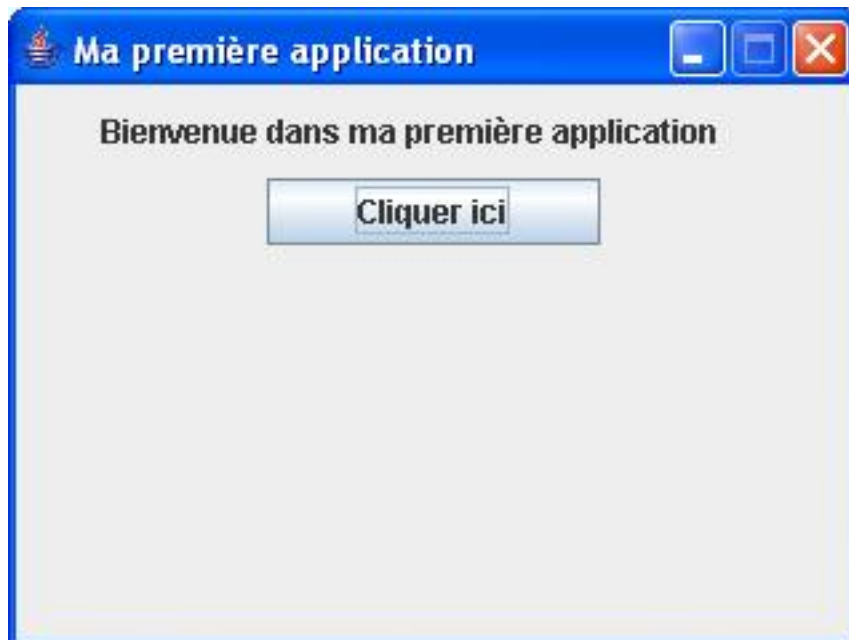 Ma première application
Bienvenue dans ma première application
Cliquer ici